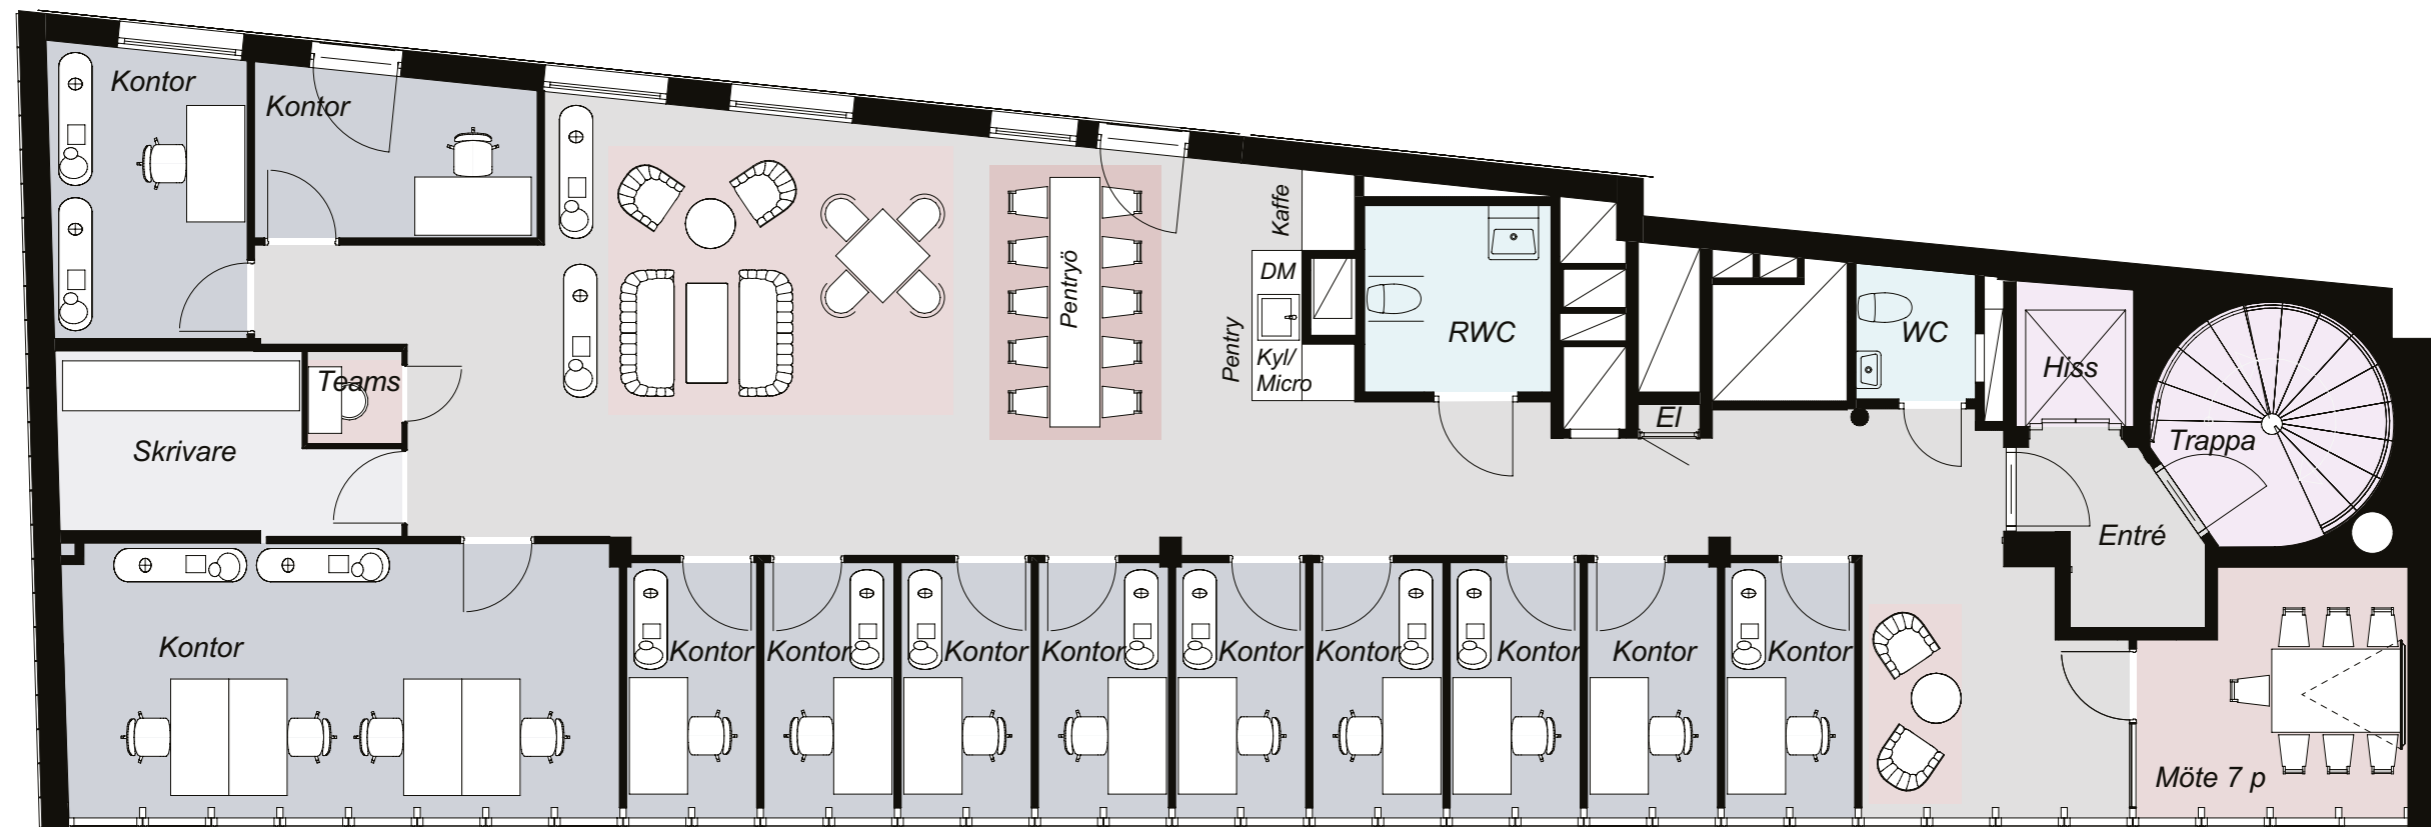 Kontor
Kontor
Kaffe
DM
Pentryö
Pentry
Kyl/
Micro
RWC
WC
Hiss
Teams
El
Trappa
Skrivare
Entré
Kontor
Kontor
Kontor
Kontor
Kontor
Kontor
Kontor
Kontor
Kontor
Kontor
Möte 7 p